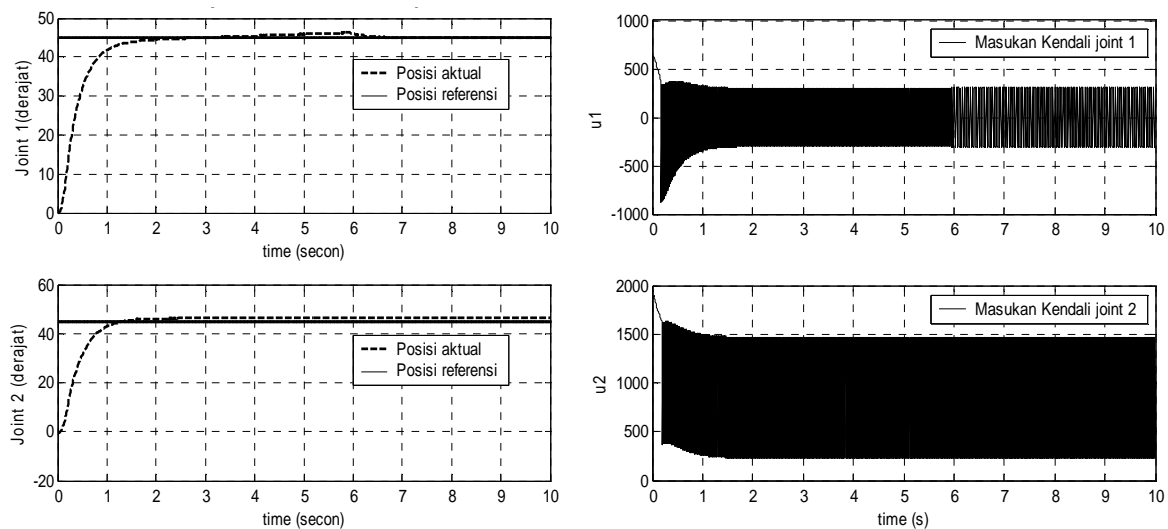 50
40
30
20
10
0
Joint 1(derajat)
Posisi aktual
Posisi referensi
0 1 2 3 4 5 6 7 8 9 10
time (secon)
1000
500
0
-500
-1000
u1
Masukan Kendali joint 1
0 1 2 3 4 5 6 7 8 9 10
60
40
20
0
-20
Joint 2 (derajat)
Posisi aktual
Posisi referensi
0 1 2 3 4 5 6 7 8 9 10
time (secon)
2000
1500
1000
500
0
u2
Masukan Kendali joint 2
0 1 2 3 4 5 6 7 8 9 10
time (s)